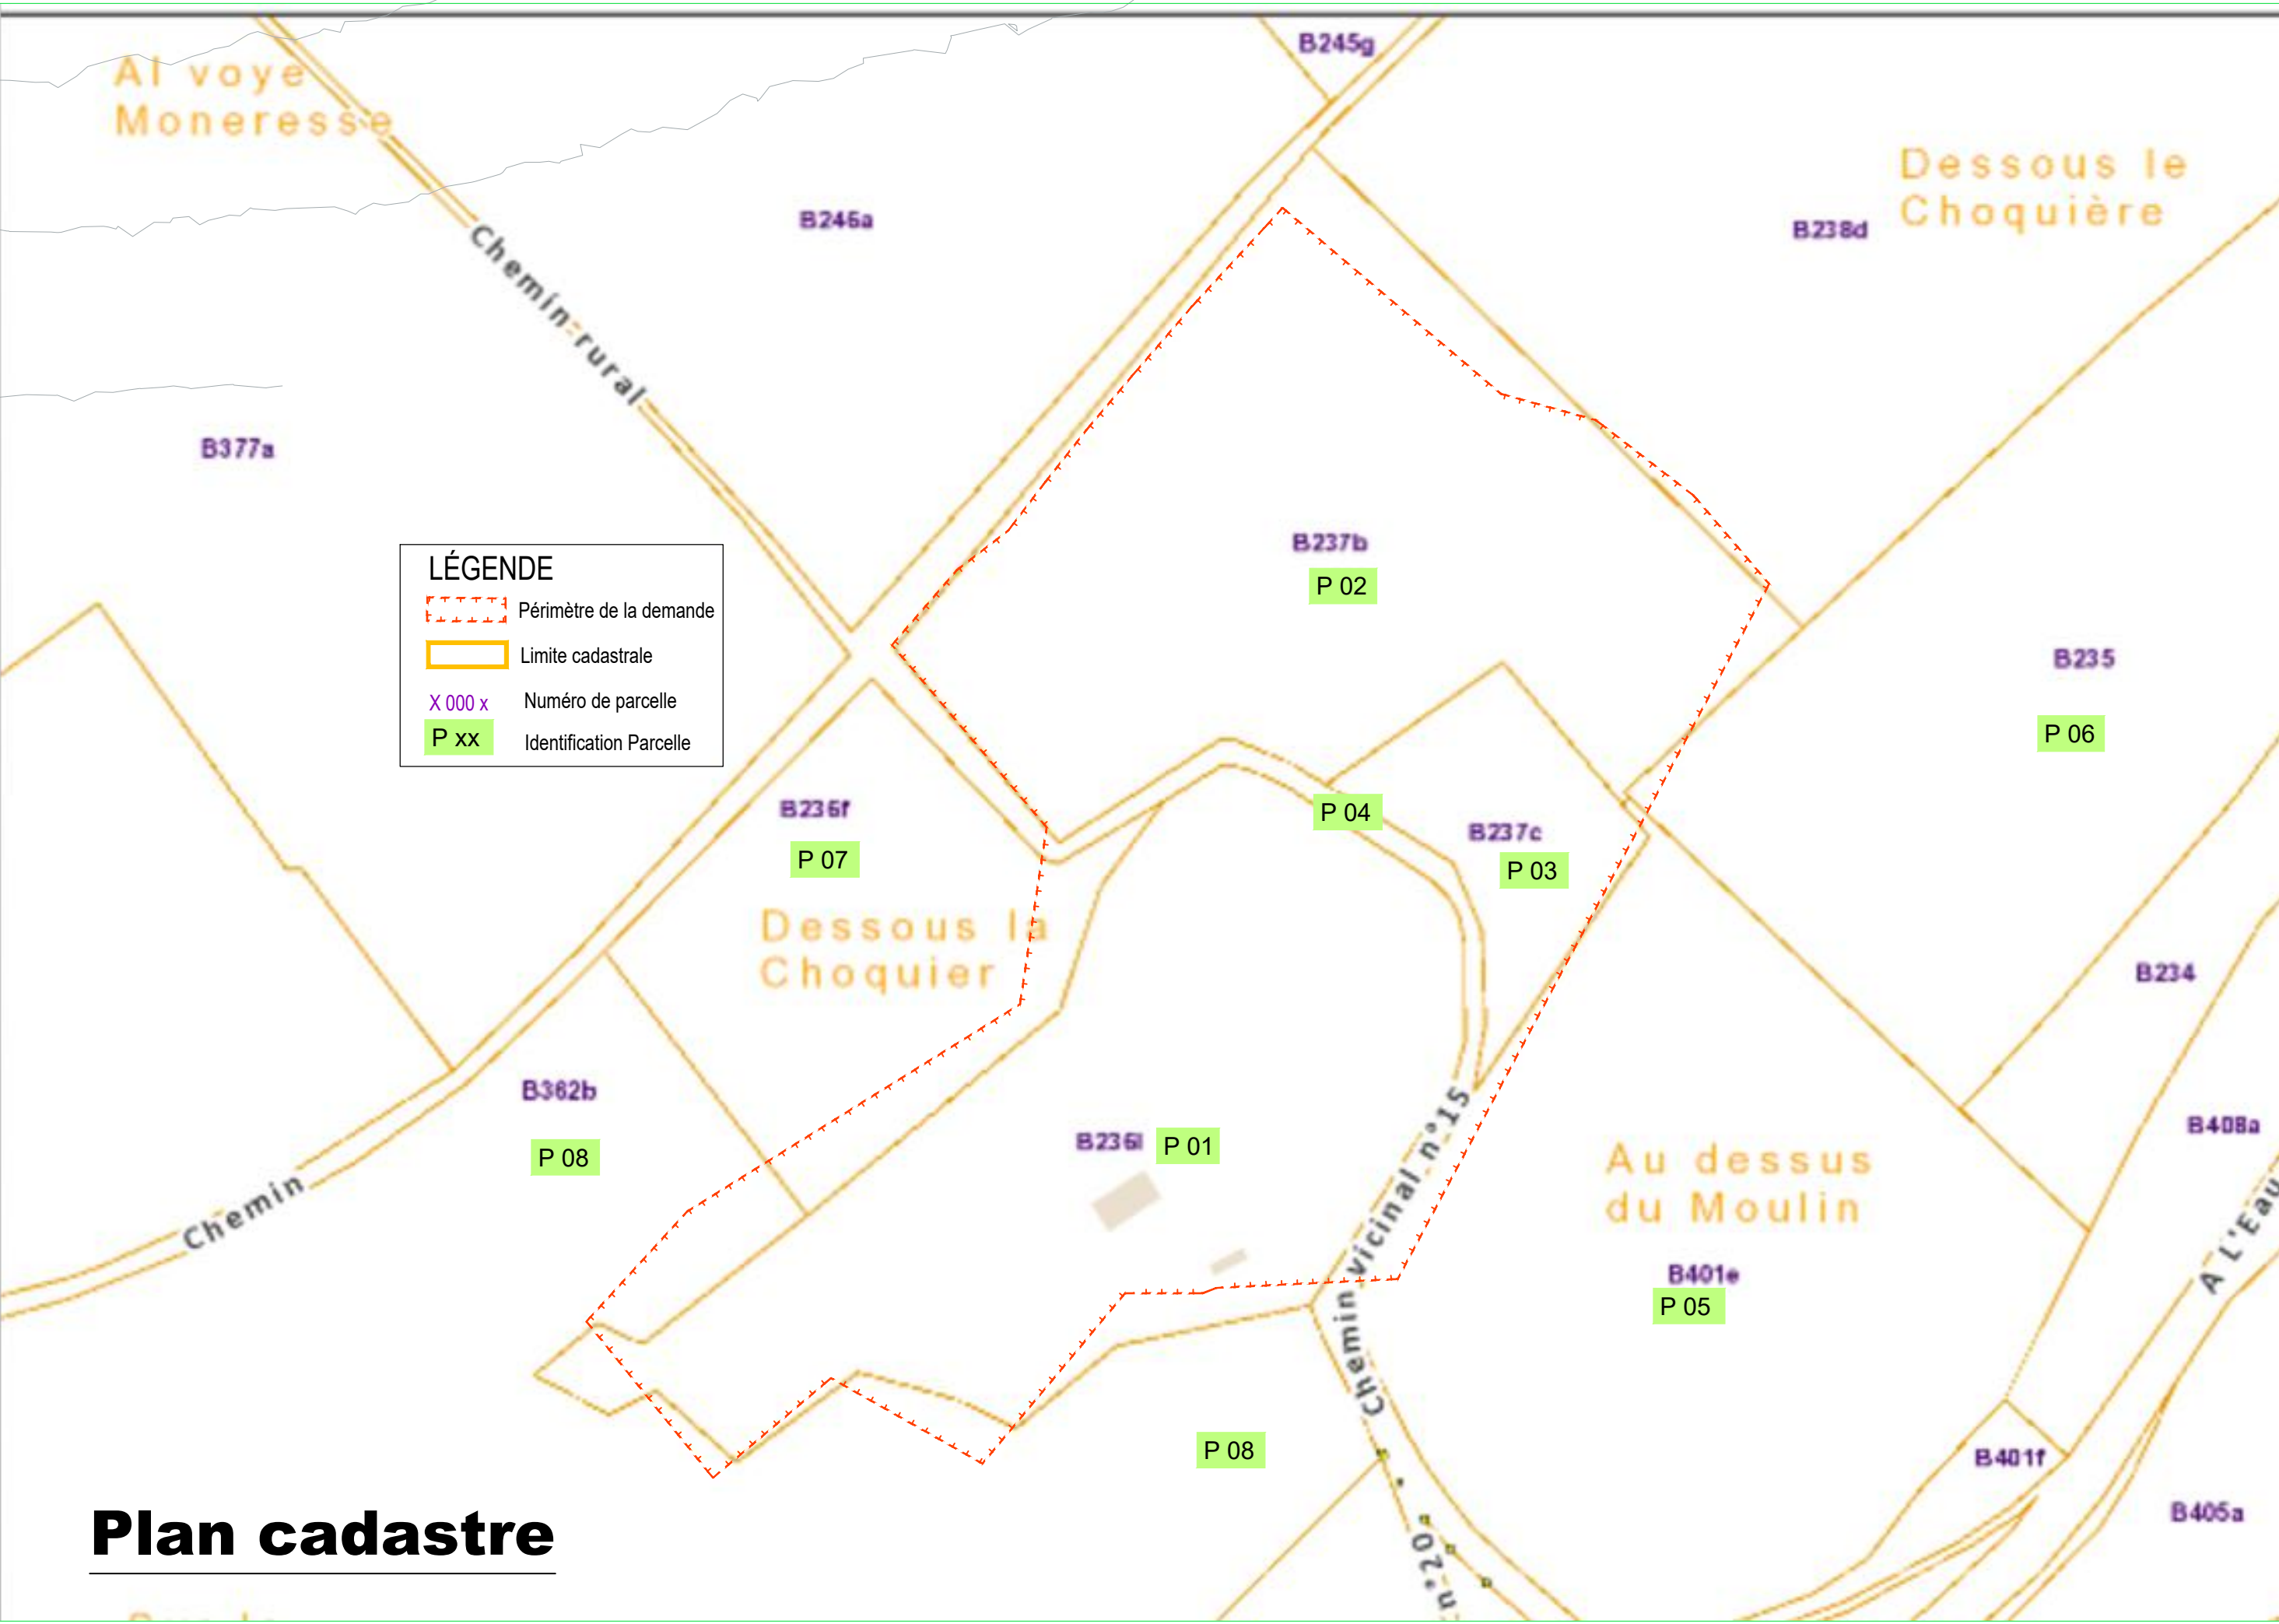 B245g
Al voye
Moneresse
Dessous le
Choquière
B246a
B238d
Chemin rural
B377a
B237b
P 02
LÉGENDE
Périmètre de la demande
Limite cadastrale
X 000 x Numéro de parcelle
P xx Identification Parcelle
B235
P 06
B236f
P 07
P 04
B237c
P 03
Dessous la
Choquier
B234
B362b
P 08
B236l P 01
Chemin vicinal n°15
Au dessus
du Moulin
B408a
Chemin
A L'Eau
B401e
P 05
P 08
B401f
B405a
Plan cadastre
n°20